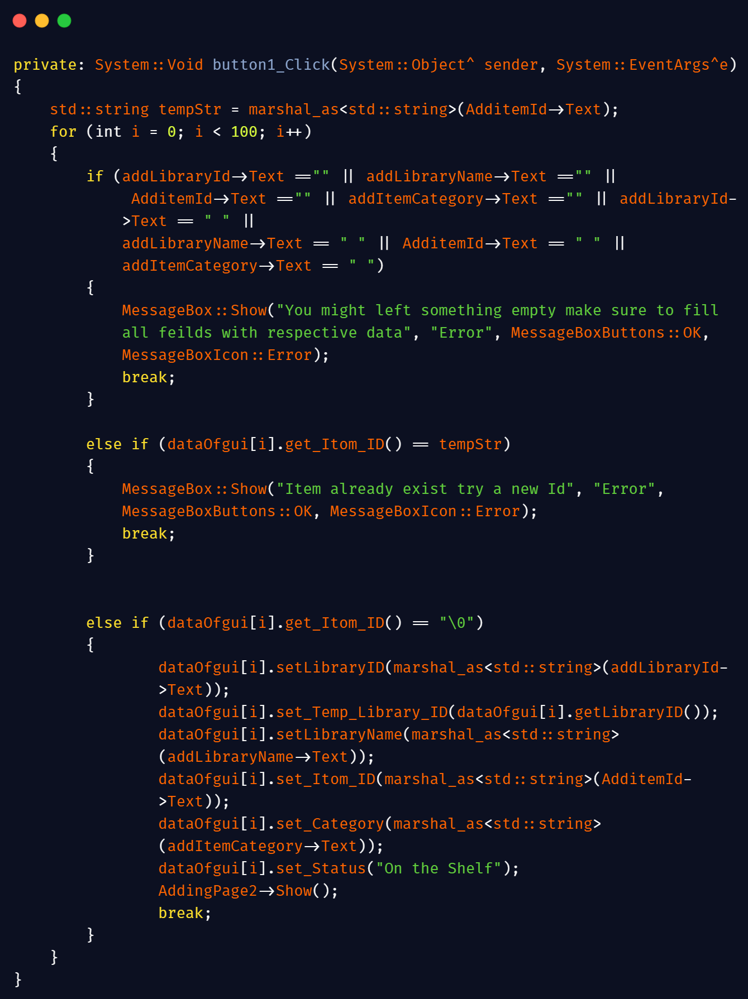 private: System::Void button1_Click(System::Object^ sender, System::EventArgs^e)
{
    std::string tempStr = marshal_as<std::string>(AdditemId->Text);
    for (int i = 0; i < 100; i++)
    {
        if (addLibraryId->Text =="" || addLibraryName->Text =="" ||
             AdditemId->Text =="" || addItemCategory->Text =="" || addLibraryId-
            >Text == " " ||
            addLibraryName->Text == " " || AdditemId->Text == " " ||
            addItemCategory->Text == " ")
        {
            MessageBox::Show("You might left something empty make sure to fill
            all feilds with respective data", "Error", MessageBoxButtons::OK,
            MessageBoxIcon::Error);
            break;
        }
        else if (dataOfgui[i].get_Itom_ID() == tempStr)
        {
            MessageBox::Show("Item already exist try a new Id", "Error",
            MessageBoxButtons::OK, MessageBoxIcon::Error);
            break;
        }
        else if (dataOfgui[i].get_Itom_ID() == "\0")
        {
                dataOfgui[i].setLibraryID(marshal_as<std::string>(addLibraryId-
                >Text));
                dataOfgui[i].set_Temp_Library_ID(dataOfgui[i].getLibraryID());
                dataOfgui[i].setLibraryName(marshal_as<std::string>
                (addLibraryName->Text));
                dataOfgui[i].set_Itom_ID(marshal_as<std::string>(AdditemId-
                >Text));
                dataOfgui[i].set_Category(marshal_as<std::string>
                (addItemCategory->Text));
                dataOfgui[i].set_Status("On the Shelf");
                AddingPage2->Show();
                break;
        }
    }
}